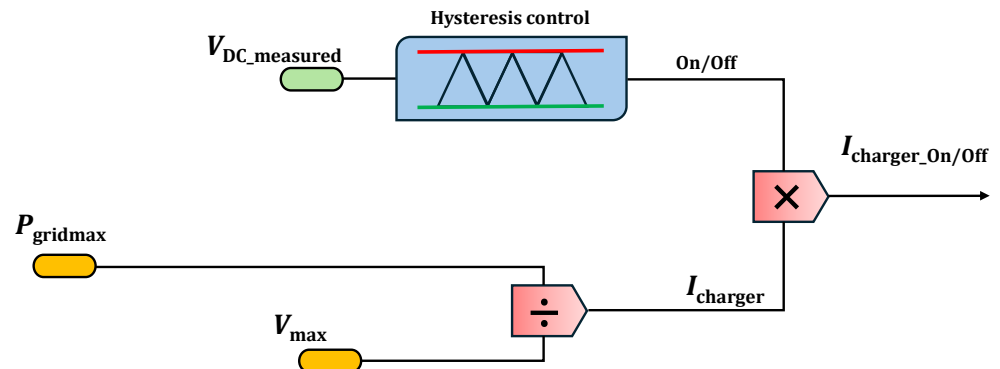 Hysteresis control
V_DC_measured
On/Off
I_charger_On/Off
×
P_gridmax
I_charger
÷
V_max